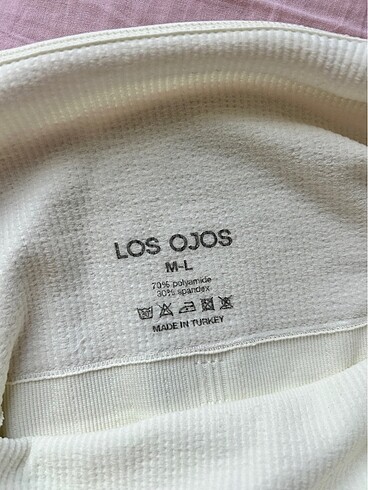 LOS OJOS
M-L
70% polyamide
30% spandex
MADE IN TURKEY